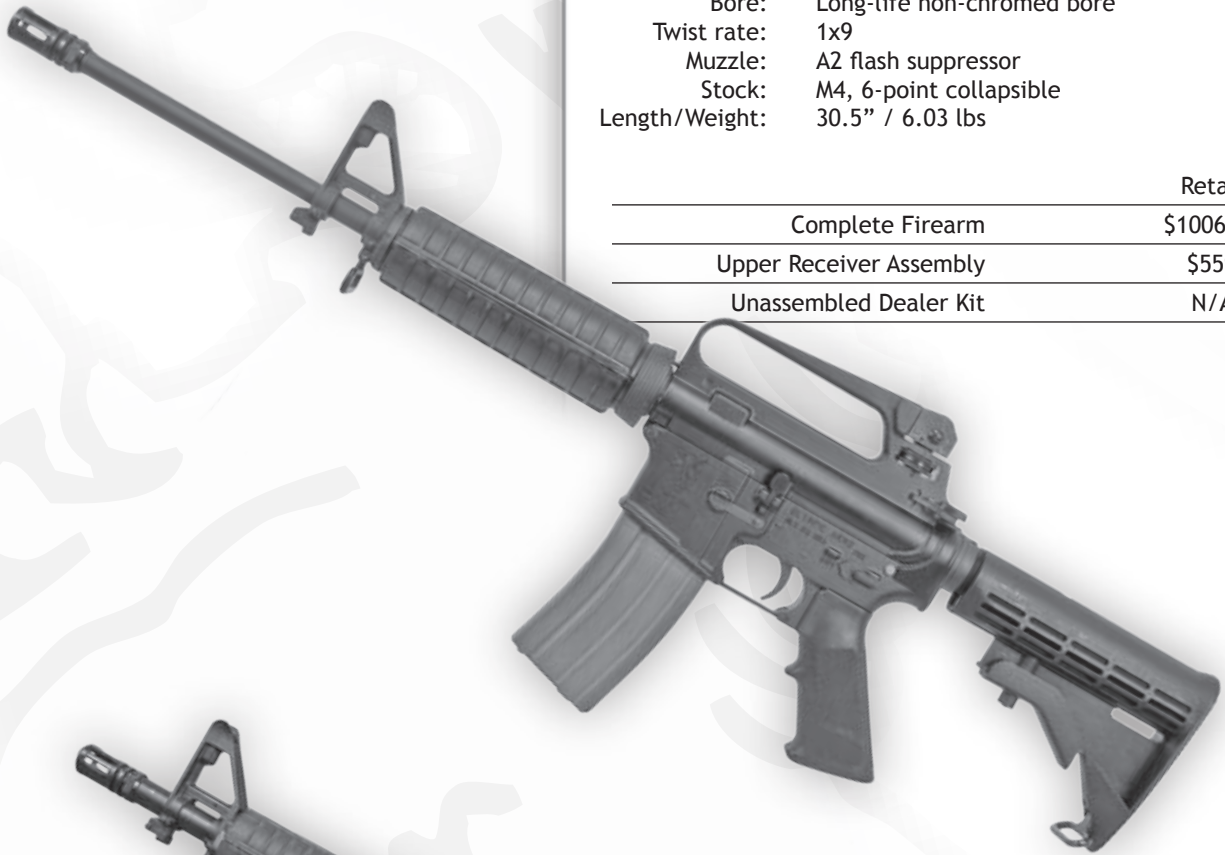 Bore: Long-life non-chromed bore
Twist rate: 1x9
Muzzle: A2 flash suppressor
Stock: M4, 6-point collapsible
Length/Weight: 30.5” / 6.03 lbs
Complete Firearm $1006
Upper Receiver Assembly $55
Unassembled Dealer Kit